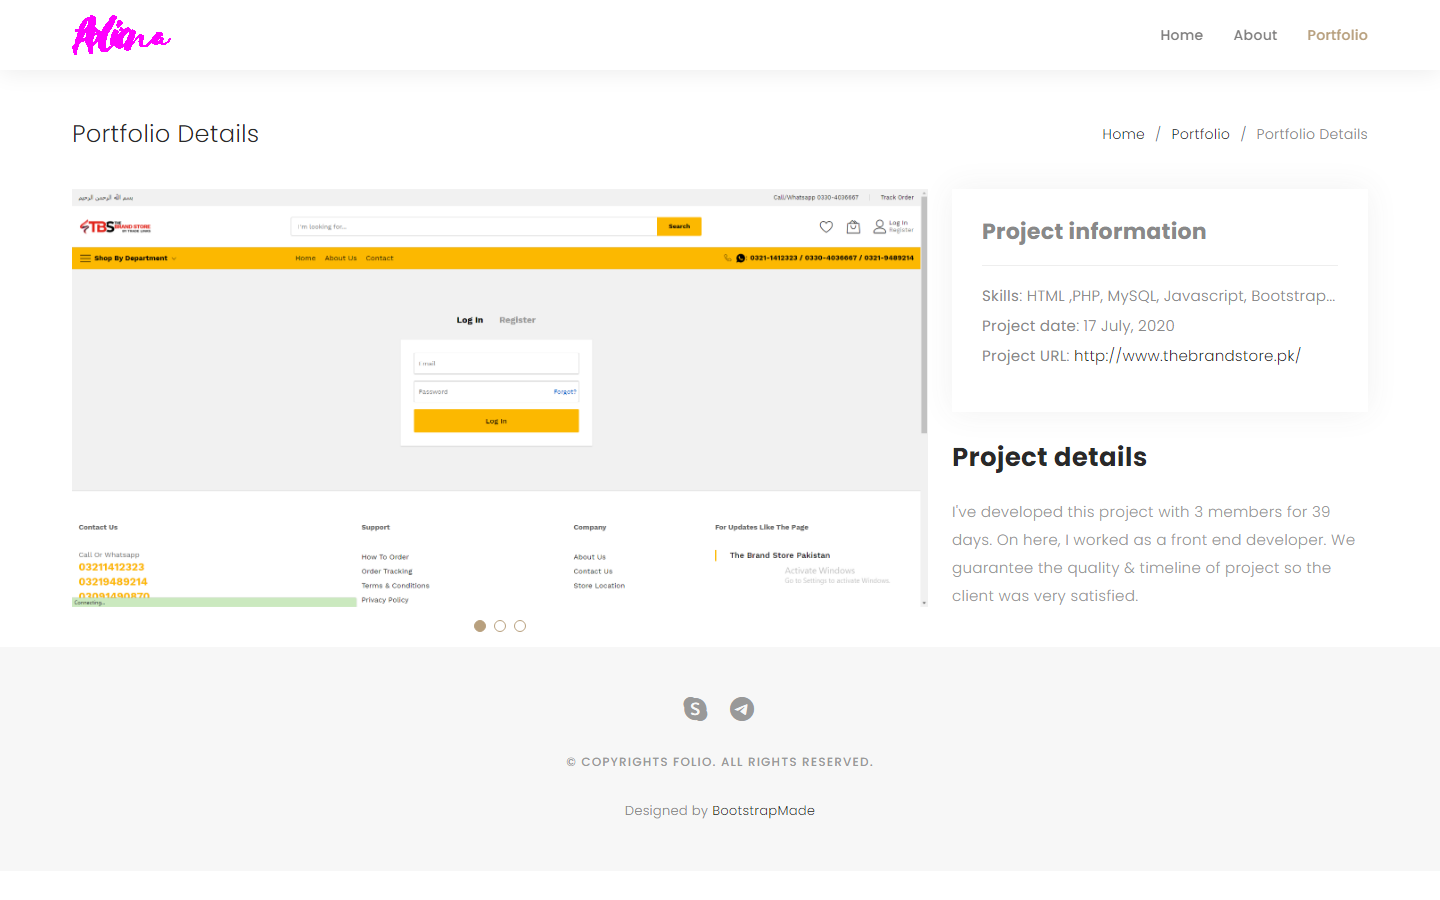 Alina
Home About Portfolio
Portfolio Details
Home / Portfolio / Portfolio Details
بسم الله الرحمن الرحيم
Call/Whatsapp 0330-4036667 Track Order
TBS THE BRAND STORE
I'm looking for...
Search
Log In
Register
Shop By Department
Home About Us Contact
0321-1412323 / 0330-4036667 / 0321-9489214
Log In Register
Email
Password Forgot?
Log In
Contact Us
Call Or Whatsapp
03211412323
03219489214
03091490870
Connecting...
Support
How To Order
Order Tracking
Terms & Conditions
Privacy Policy
Company
About Us
Contact Us
Store Location
For Updates Like The Page
The Brand Store Pakistan
Activate Windows
Go to Settings to activate Windows.
Project information
Skills: HTML ,PHP, MySQL, Javascript, Bootstrap...
Project date: 17 July, 2020
Project URL: http://www.thebrandstore.pk/
Project details
I've developed this project with 3 members for 39
days. On here, I worked as a front end developer. We
guarantee the quality & timeline of project so the
client was very satisfied.
© COPYRIGHTS FOLIO. ALL RIGHTS RESERVED.
Designed by BootstrapMade